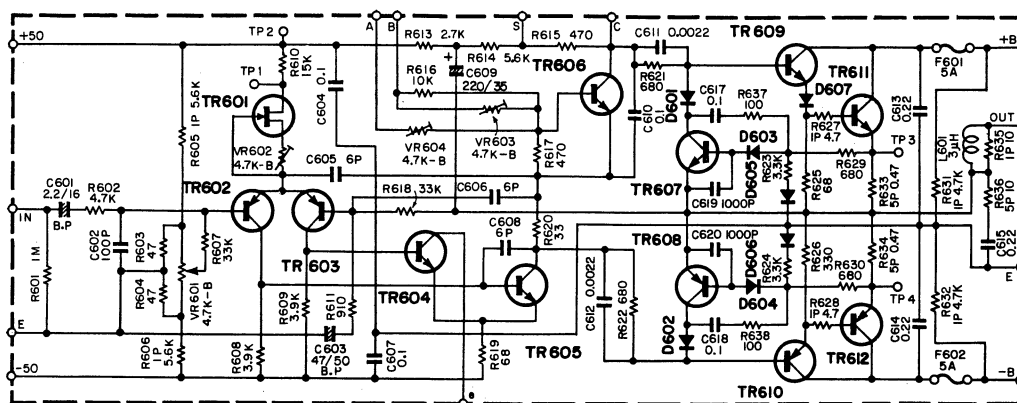 +50
TP2
A
B
S
C
R613 2.7K
R614 5.6K
R615 470
C611 0.0022
TR609
+B
TP1
R610
15K
C604 0.1
R616
10K
C609
220/35
TR606
R621
680
C610
0.1
D601
C617
0.1
R637
100
TR611
D607
F601
5A
C613
0.22
R605 1P 5.6K
TR601
VR602
4.7K-B
VR603
4.7K-B
VR604
4.7K-B
R617
470
D603
R627
1P 4.7
TP3
L601
3μH
OUT
R635
1P 10
C605 6P
R618 33K
C606 6P
TR607
D605
R623
3.3K
R625
68
R629
680
R633
5P 0.47
R631
1P 4.7K
R636
5P 10
C601
2.2/16
B.P
R602
4.7K
TR602
C619 1000P
IN
R601 1M
C602
100P
R603
47
R604
47
R607
33K
VR601
4.7K-B
TR603
TR604
C608
6P
R620
33
TR608
C620 1000P
D606
R624
3.3K
R626
330
R630
680
R634
5P 0.47
C615
0.22
E
R609
3.9K
R611
910
C612 0.0022
R622 680
D604
R628
1P 4.7
TP4
R632
1P 4.7K
E
R606
1P
5.6K
R608
3.9K
C603
47/50
B.P
C607
0.1
R619
68
TR605
D602
C618
0.1
R638
100
TR612
C614
0.22
F602
5A
-50
TR610
-B